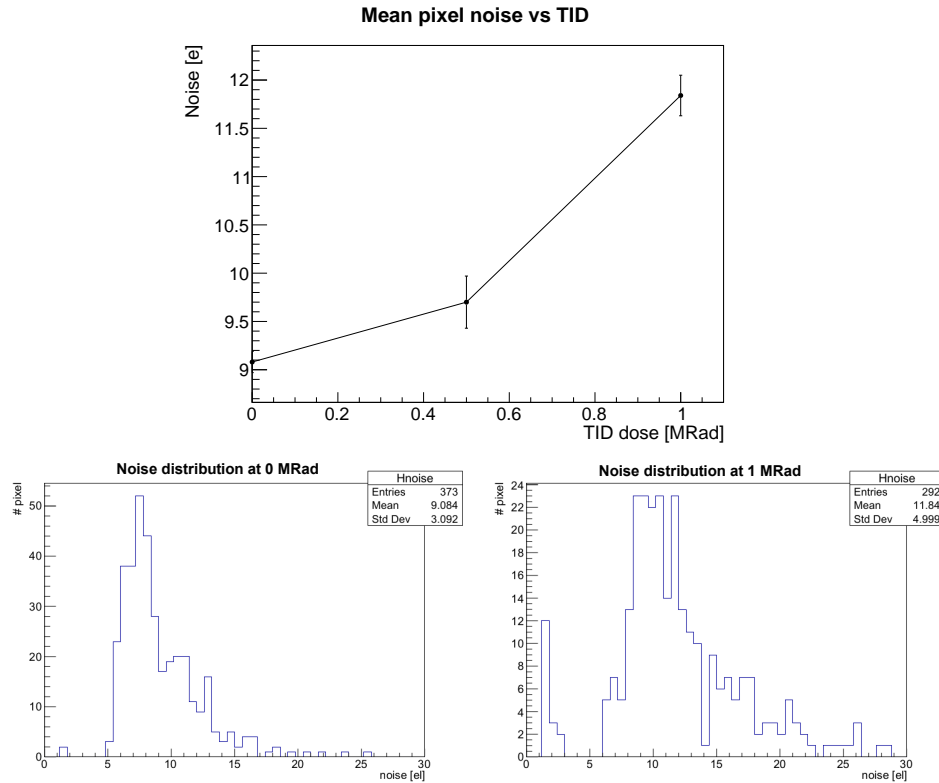 Mean pixel noise vs TID
Noise [e]
12
11.5
11
10.5
10
9.5
9
0 0.2 0.4 0.6 0.8 1
TID dose [MRad]
Noise distribution at 0 MRad
# pixel
Hnoise
Entries 373
Mean 9.084
Std Dev 3.092
50
40
30
20
10
0
0 5 10 15 20 25 30
noise [el]
Noise distribution at 1 MRad
# pixel
Hnoise
Entries 292
Mean 11.84
Std Dev 4.999
24
22
20
18
16
14
12
10
8
6
4
2
0
0 5 10 15 20 25 30
noise [el]